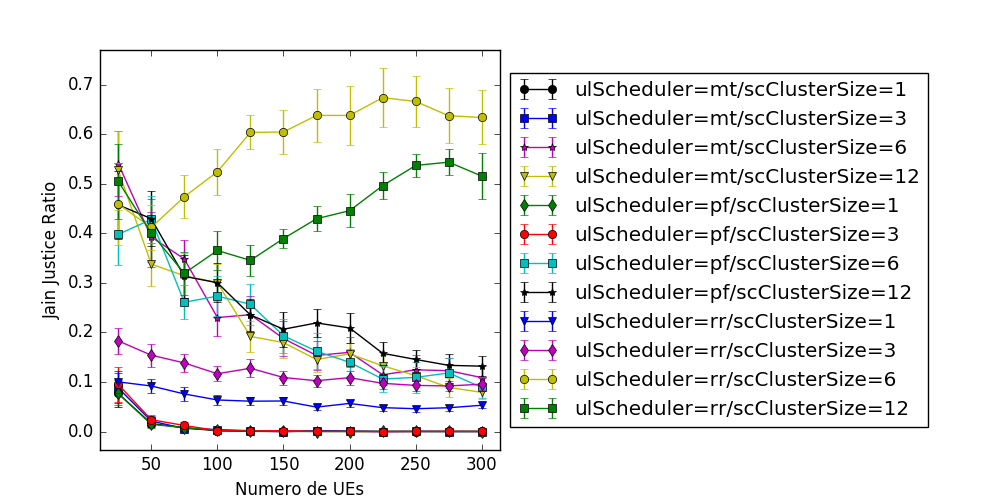 Jain Justice Ratio
0.7
0.6
0.5
0.4
0.3
0.2
0.1
0.0
50 100 150 200 250 300
Numero de UEs
ulScheduler=mt/scClusterSize=1
ulScheduler=mt/scClusterSize=3
ulScheduler=mt/scClusterSize=6
ulScheduler=mt/scClusterSize=12
ulScheduler=pf/scClusterSize=1
ulScheduler=pf/scClusterSize=3
ulScheduler=pf/scClusterSize=6
ulScheduler=pf/scClusterSize=12
ulScheduler=rr/scClusterSize=1
ulScheduler=rr/scClusterSize=3
ulScheduler=rr/scClusterSize=6
ulScheduler=rr/scClusterSize=12